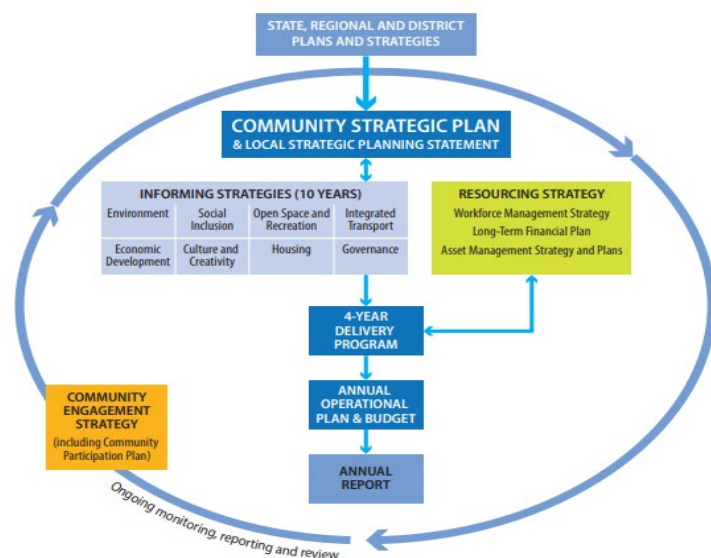 STATE, REGIONAL AND DISTRICT
PLANS AND STRATEGIES
COMMUNITY STRATEGIC PLAN
& LOCAL STRATEGIC PLANNING STATEMENT
INFORMING STRATEGIES (10 YEARS)
Environment
Social
Inclusion
Open Space and
Recreation
Integrated
Transport
Economic
Development
Culture and
Creativity
Housing
Governance
RESOURCING STRATEGY
Workforce Management Strategy
Long-Term Financial Plan
Asset Management Strategy and Plans
4-YEAR
DELIVERY
PROGRAM
ANNUAL
OPERATIONAL
PLAN & BUDGET
ANNUAL
REPORT
COMMUNITY
ENGAGEMENT
STRATEGY
(including Community
Participation Plan)
Ongoing monitoring, reporting and review